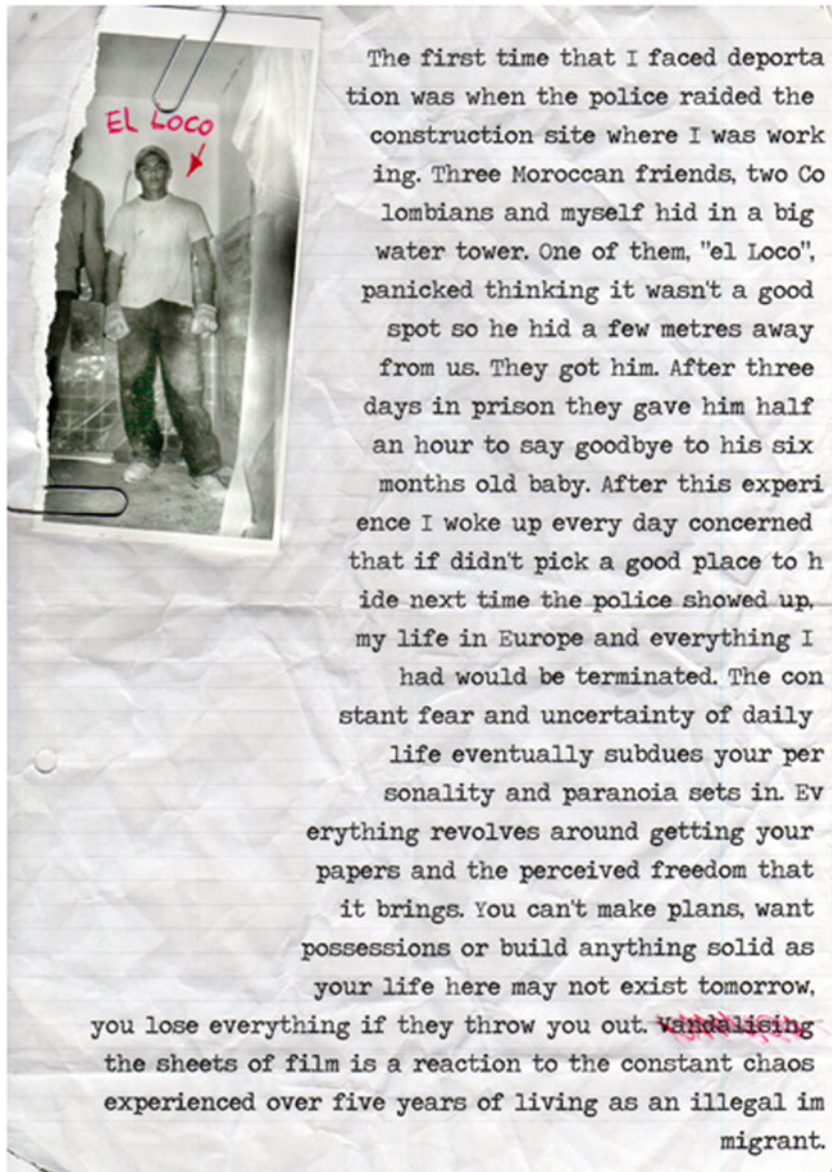 EL LOCO
The first time that I faced deporta
tion was when the police raided the
construction site where I was work
ing. Three Moroccan friends, two Co
lombians and myself hid in a big
water tower. One of them, "el Loco",
panicked thinking it wasn't a good
spot so he hid a few metres away
from us. They got him. After three
days in prison they gave him half
an hour to say goodbye to his six
months old baby. After this experi
ence I woke up every day concerned
that if didn't pick a good place to h
ide next time the police showed up,
my life in Europe and everything I
had would be terminated. The con
stant fear and uncertainty of daily
life eventually subdues your per
sonality and paranoia sets in. Ev
erything revolves around getting your
papers and the perceived freedom that
it brings. You can't make plans, want
possessions or build anything solid as
your life here may not exist tomorrow,
you lose everything if they throw you out. Vandalising
the sheets of film is a reaction to the constant chaos
experienced over five years of living as an illegal im
migrant.